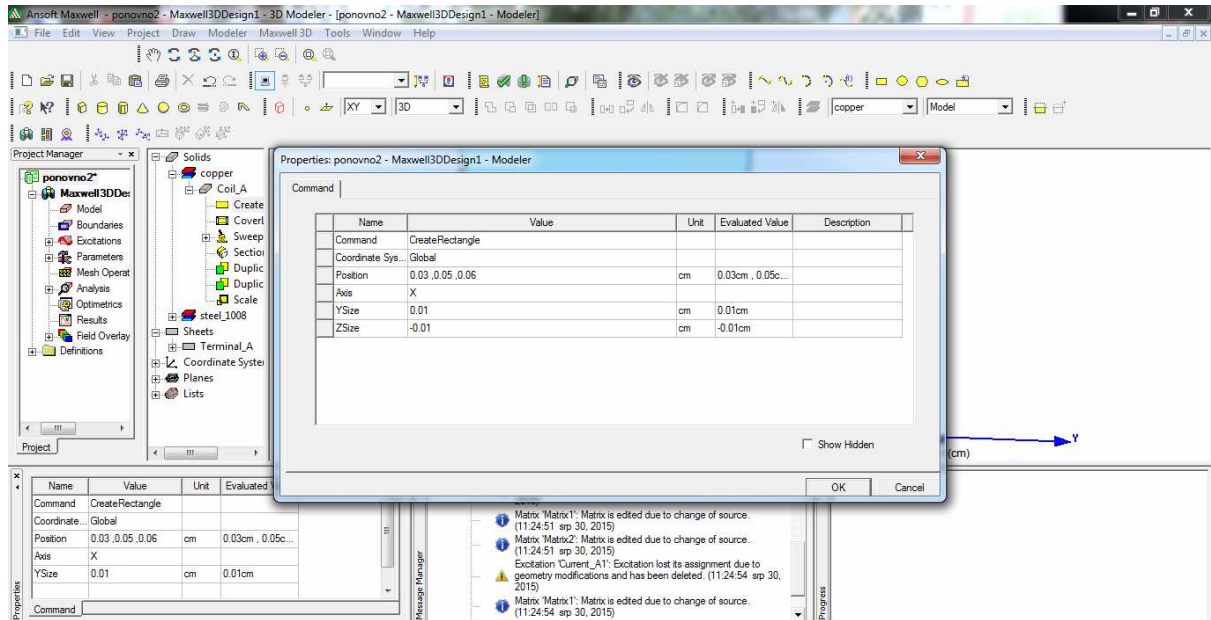 Ansoft Maxwell - ponovno2 - Maxwell3DDesign1 - 3D Modeler - [ponovno2 - Maxwell3DDesign1 - Modeler]
File Edit View Project Draw Modeler Maxwell 3D Tools Window Help
XY 3D copper Model
Project Manager
ponovno2*
Maxwell3DDe:
Model
Boundaries
Excitations
Parameters
Mesh Operat
Analysis
Optimetrics
Results
Field Overlay
Definitions
Project
Solids
copper
Coil_A
Create
Coverl
Sweep
Section
Duplic
Duplic
Scale
steel_1008
Sheets
Terminal_A
Coordinate System
Planes
Lists
Properties: ponovno2 - Maxwell3DDesign1 - Modeler
Command
Name Value Unit Evaluated Value Description
Command CreateRectangle
Coordinate Sys... Global
Position 0.03 ,0.05 ,0.06 cm 0.03cm , 0.05c...
Axis X
YSize 0.01 cm 0.01cm
ZSize -0.01 cm -0.01cm
Show Hidden
OK Cancel
Y
(cm)
Name Value Unit Evaluated V
Command CreateRectangle
Coordinate... Global
Position 0.03 ,0.05 ,0.06 cm 0.03cm , 0.05c...
Axis X
YSize 0.01 cm 0.01cm
Command
Properties
Message Manager
2015)
Matrix 'Matrix1': Matrix is edited due to change of source.
(11:24:51 srp 30, 2015)
Matrix 'Matrix2': Matrix is edited due to change of source.
(11:24:51 srp 30, 2015)
Excitation 'Current_A1': Excitation lost its assignment due to
geometry modifications and has been deleted. (11:24:54 srp 30,
2015)
Matrix 'Matrix1': Matrix is edited due to change of source.
(11:24:54 srp 30, 2015)
Progress